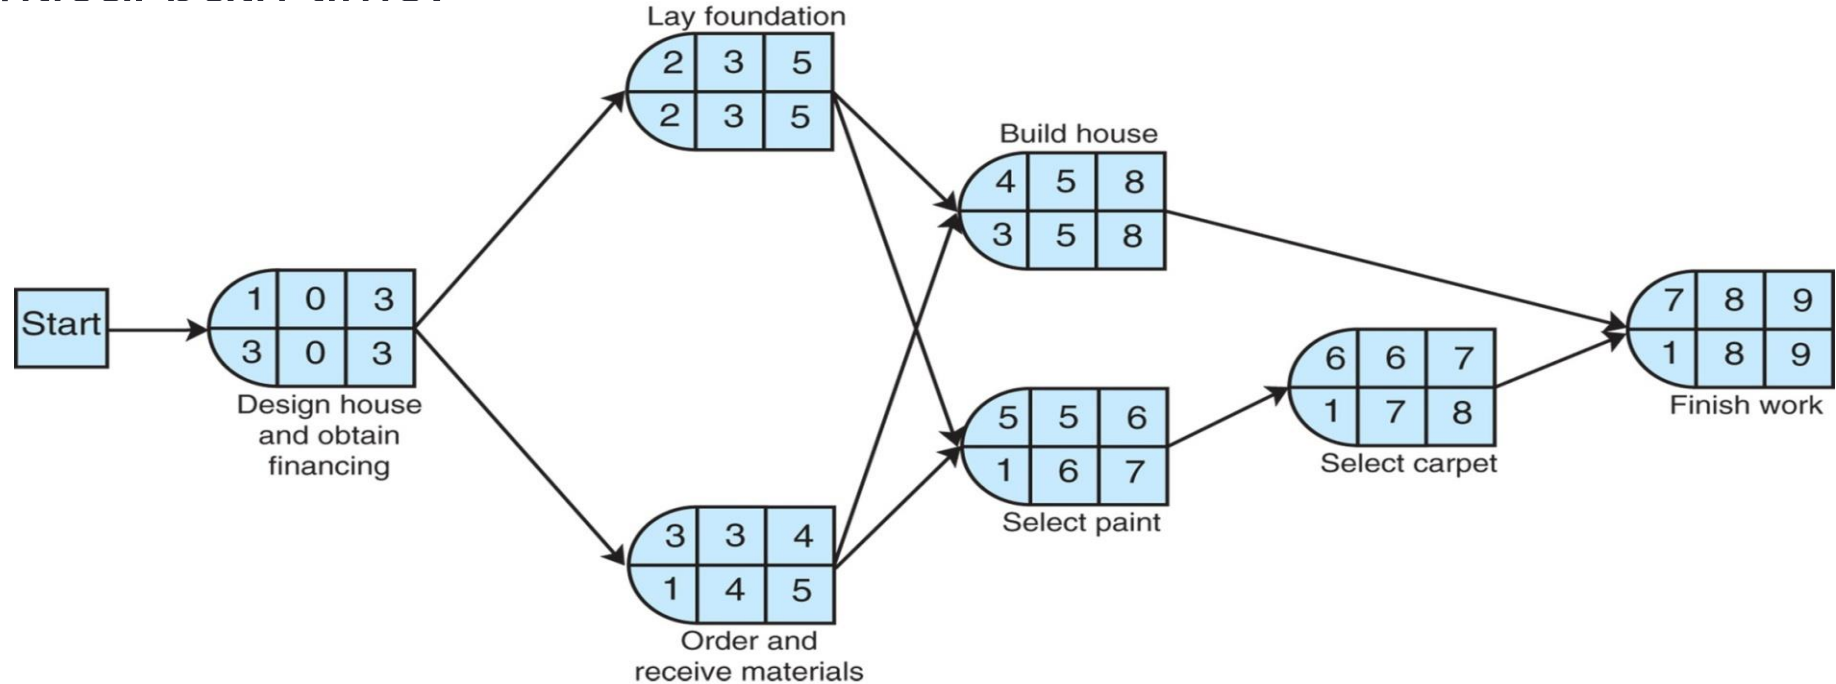 Lay foundation
2 3 5
2 3 5
Build house
4 5 8
3 5 8
Start
1 0 3
3 0 3
Design house
and obtain
financing
7 8 9
1 8 9
Finish work
6 6 7
1 7 8
Select carpet
5 5 6
1 6 7
Select paint
3 3 4
1 4 5
Order and
receive materials